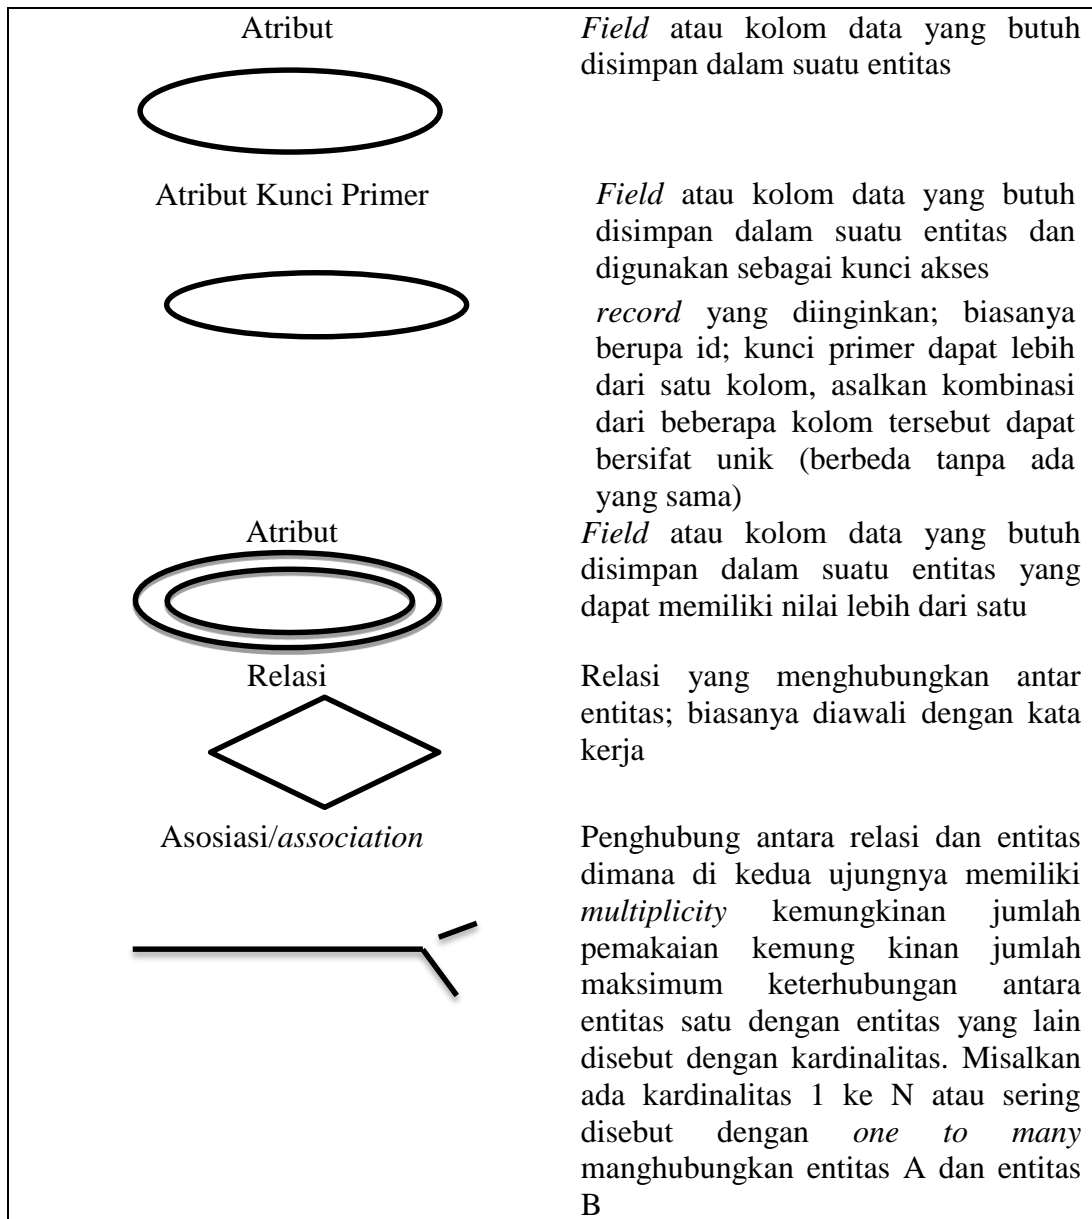 Atribut
Field atau kolom data yang butuh
disimpan dalam suatu entitas
Atribut Kunci Primer
Field atau kolom data yang butuh
disimpan dalam suatu entitas dan
digunakan sebagai kunci akses
record yang diinginkan; biasanya
berupa id; kunci primer dapat lebih
dari satu kolom, asalkan kombinasi
dari beberapa kolom tersebut dapat
bersifat unik (berbeda tanpa ada
yang sama)
Atribut
Field atau kolom data yang butuh
disimpan dalam suatu entitas yang
dapat memiliki nilai lebih dari satu
Relasi
Relasi yang menghubungkan antar
entitas; biasanya diawali dengan kata
kerja
Asosiasi/association
Penghubung antara relasi dan entitas
dimana di kedua ujungnya memiliki
multiplicity kemungkinan jumlah
pemakaian kemung kinan jumlah
maksimum keterhubungan antara
entitas satu dengan entitas yang lain
disebut dengan kardinalitas. Misalkan
ada kardinalitas 1 ke N atau sering
disebut dengan one to many
manghubungkan entitas A dan entitas
B